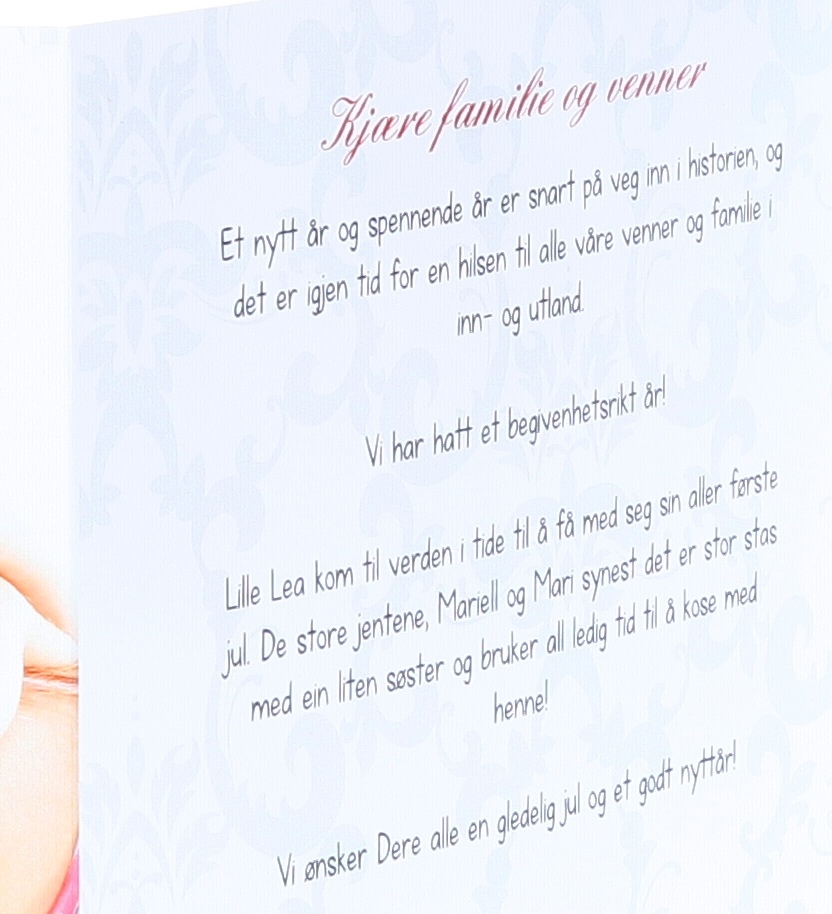 Kjære familie og venner
Et nytt år og spennende år er snart på veg inn i historien, og
det er igjen tid for en hilsen til alle våre venner og familie i
inn- og utland.
Vi har hatt et begivenhetsrikt år!
Lille Lea kom til verden i tide til å få med seg sin aller første
jul. De store jentene, Mariell og Mari synest det er stor stas
med ein liten søster og bruker all ledig tid til å kose med
henne!
Vi ønsker Dere alle en gledelig jul og et godt nyttår!